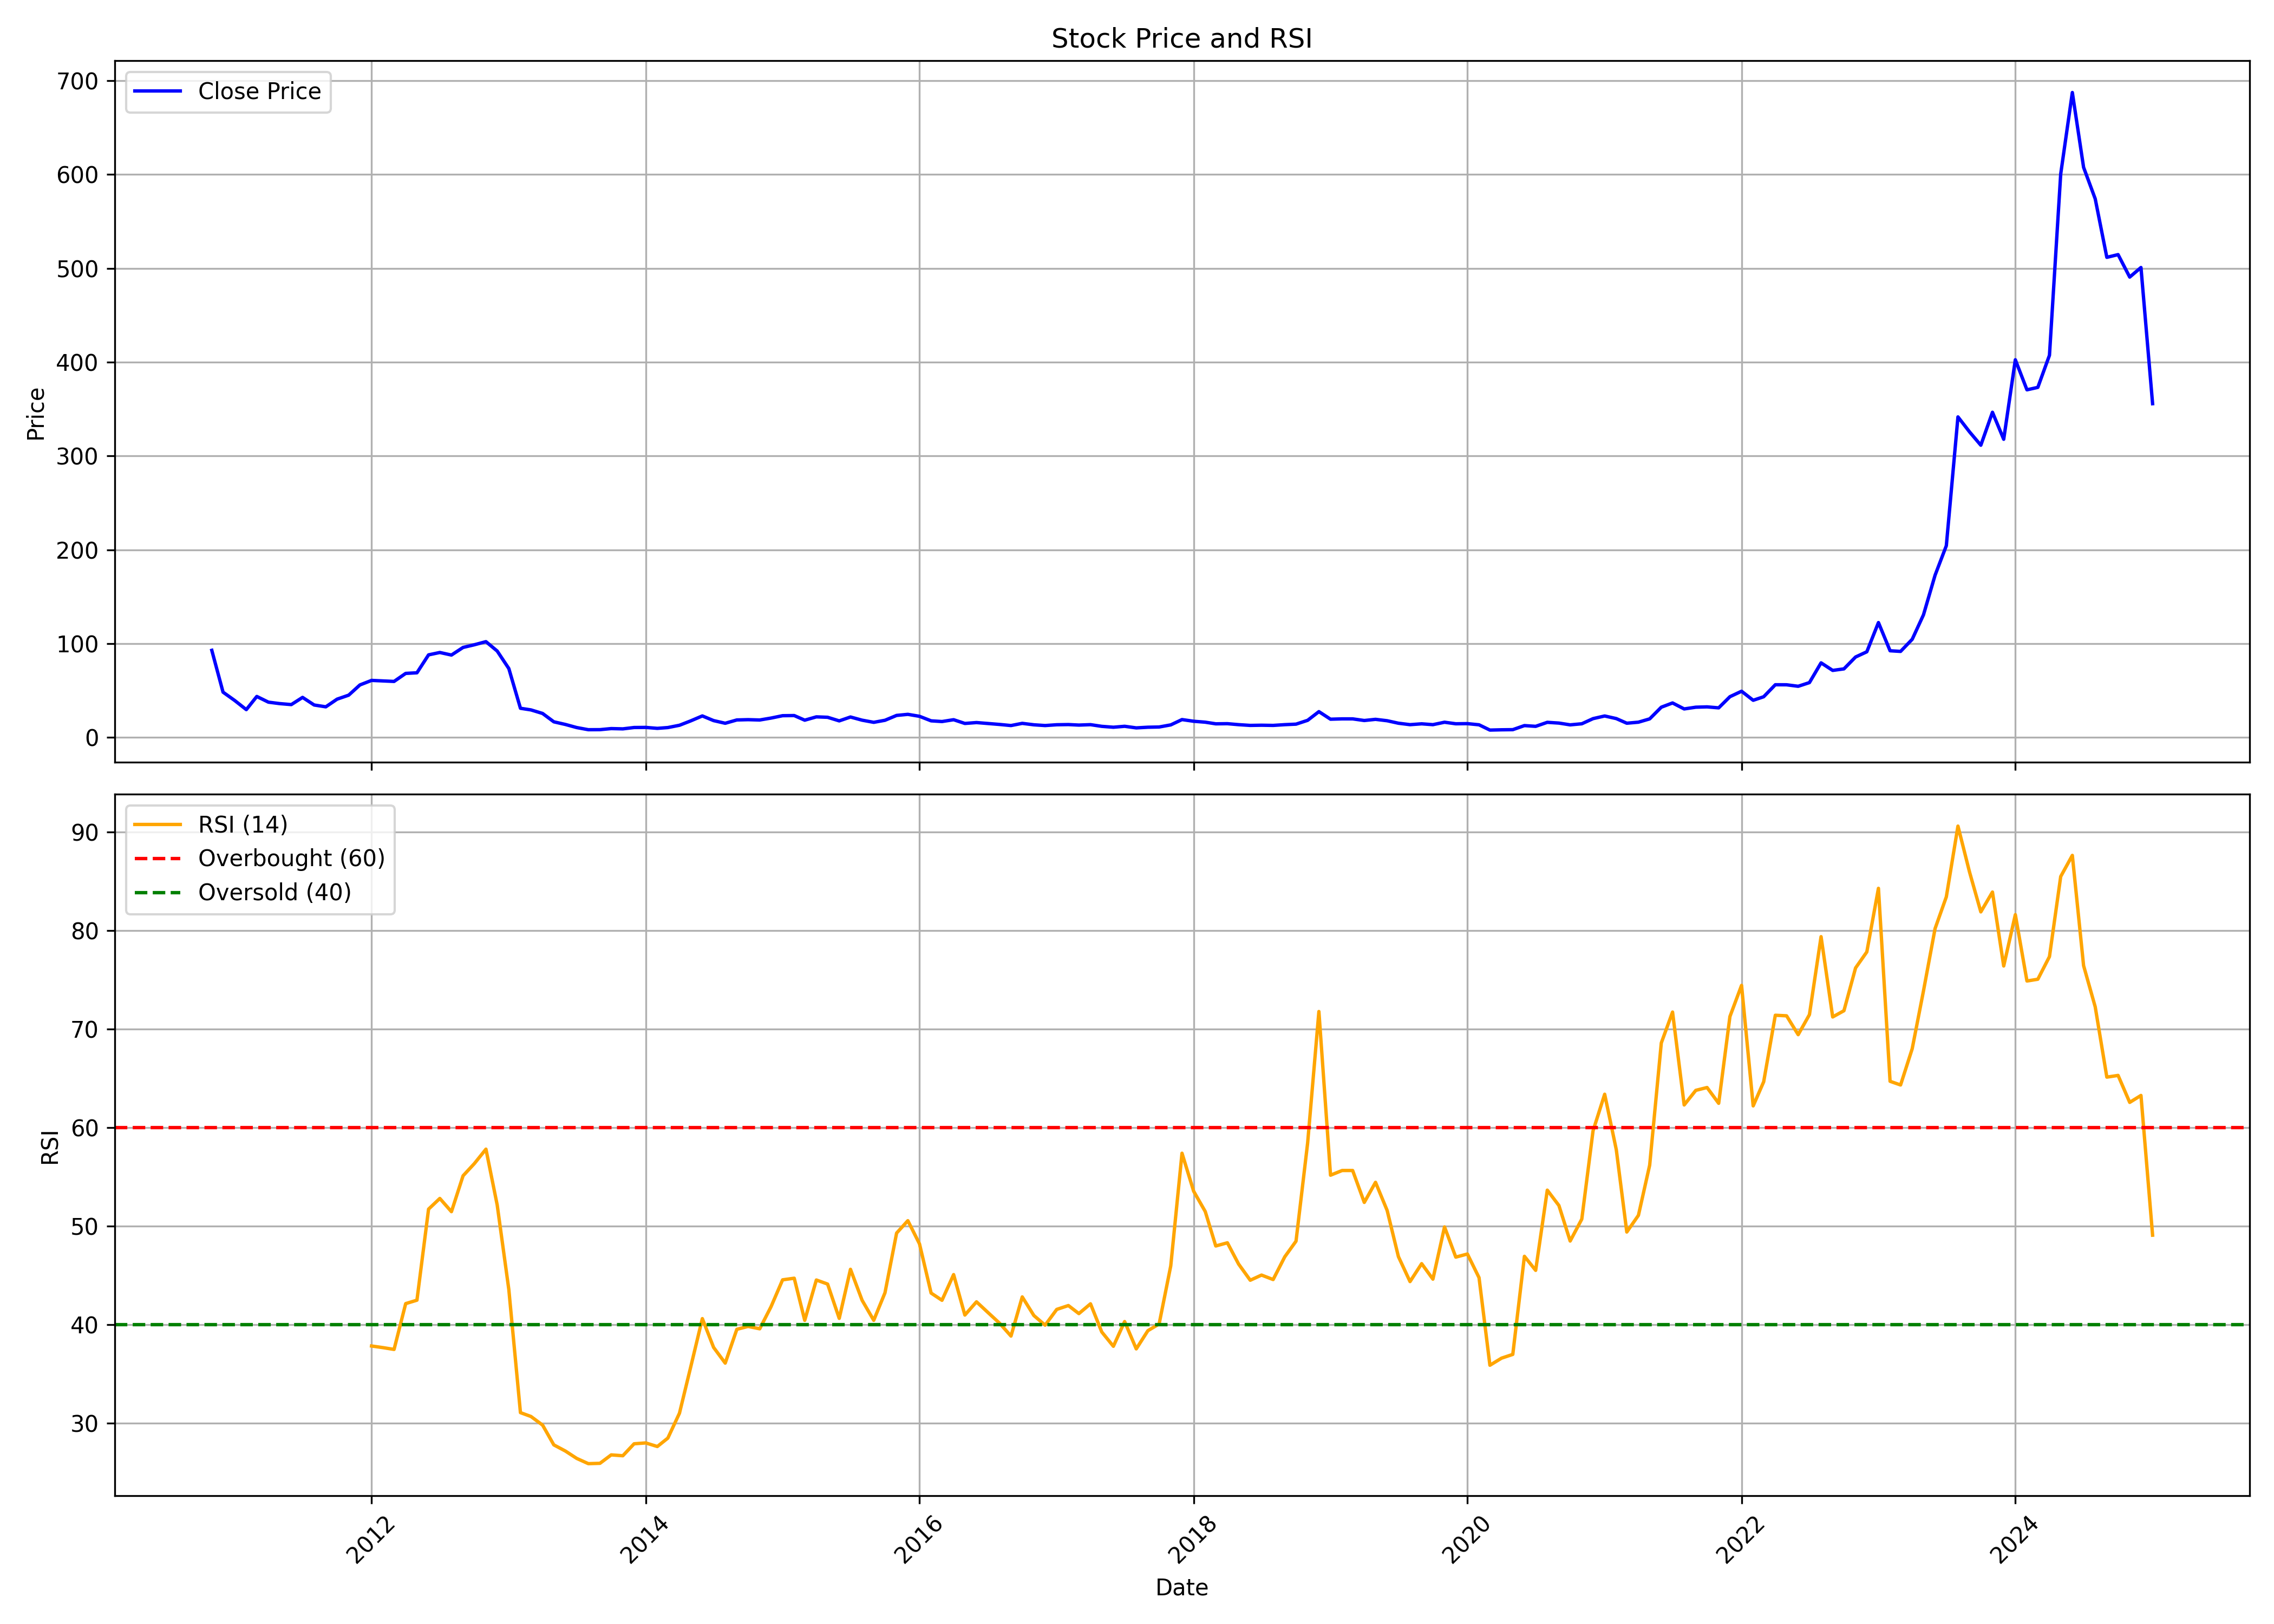 Stock Price and RSI
Close Price
700
600
500
400
300
200
100
0
Price
RSI (14)
Overbought (60)
Oversold (40)
90
80
70
60
50
40
30
RSI
2012
2014
2016
2018
2020
2022
2024
Date